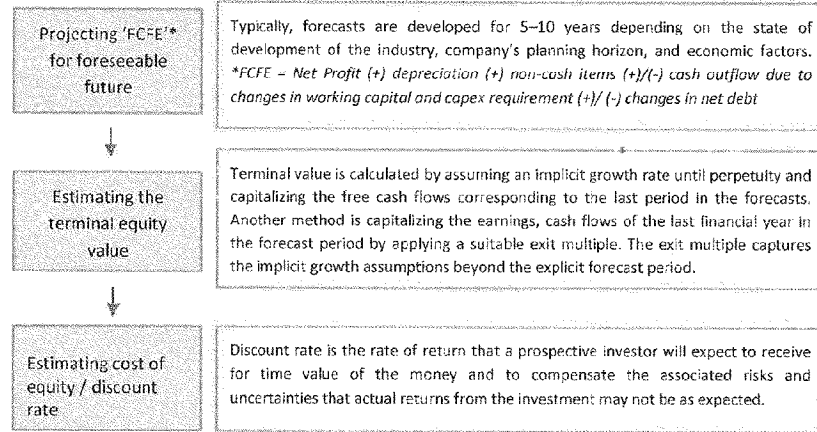 Projecting 'FCFE'*
for foreseeable
future
Typically, forecasts are developed for 5–10 years depending on the state of
development of the industry, company's planning horizon, and economic factors.
*FCFE – Net Profit (+) depreciation (+) non-cash items (+)/(-) cash outflow due to
changes in working capital and capex requirement (+)/ (-) changes in net debt
Estimating the
terminal equity
value
Terminal value is calculated by assuming an implicit growth rate until perpetuity and
capitalizing the free cash flows corresponding to the last period in the forecasts.
Another method is capitalizing the earnings, cash flows of the last financial year in
the forecast period by applying a suitable exit multiple. The exit multiple captures
the implicit growth assumptions beyond the explicit forecast period.
Estimating cost of
equity / discount
rate
Discount rate is the rate of return that a prospective investor will expect to receive
for time value of the money and to compensate the associated risks and
uncertainties that actual returns from the investment may not be as expected.